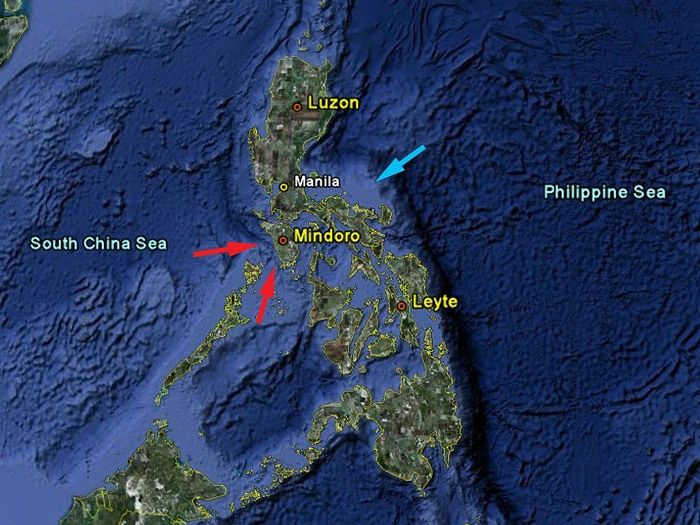 Luzon
Manila
Philippine Sea
South China Sea
Mindoro
Leyte